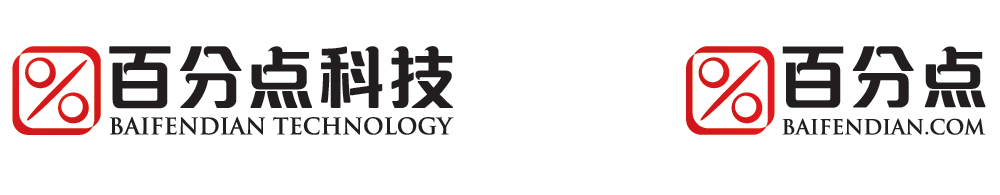 百分点科技
BAIFENDIAN TECHNOLOGY
百分点
BAIFENDIAN.COM